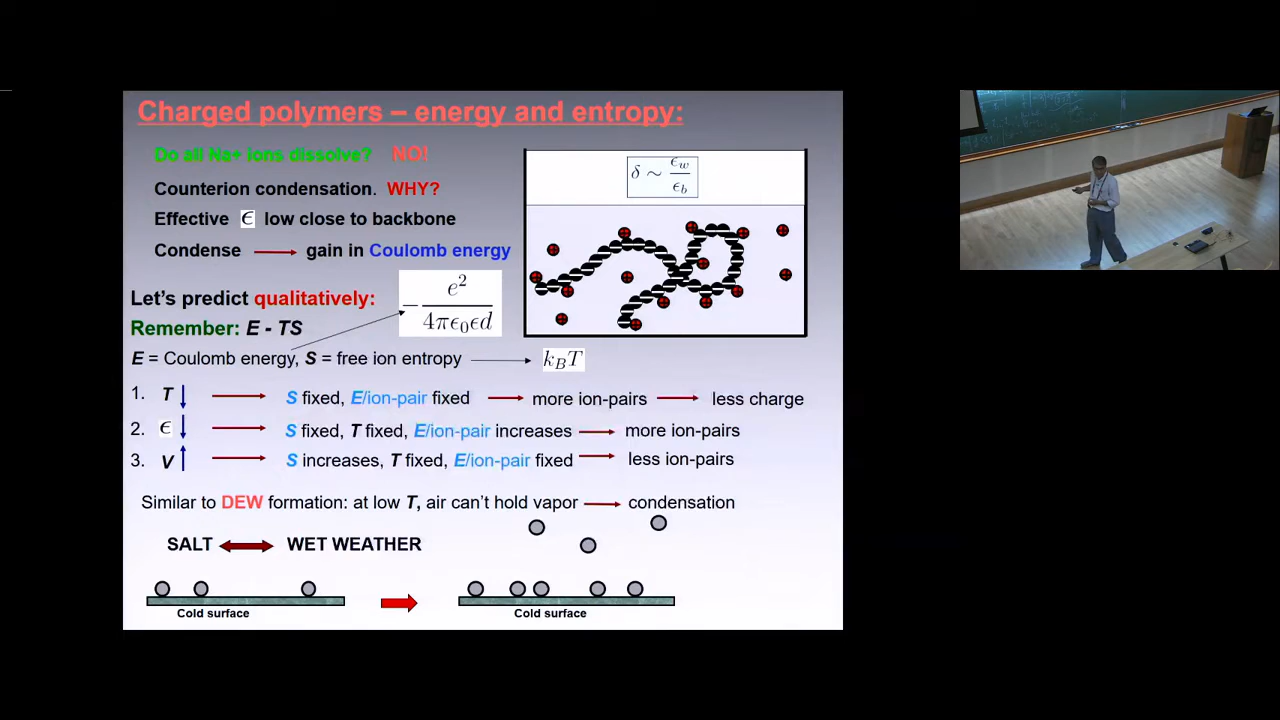 Charged polymers – energy and entropy:
Do all Na+ ions dissolve? NO!
Counterion condensation. WHY?
Effective ϵ low close to backbone
Condense gain in Coulomb energy
δ ∼ ϵ_w / ϵ_b
Let's predict qualitatively:
− e² / 4πϵ₀ϵd
Remember: E - TS
E = Coulomb energy, S = free ion entropy k_BT
1. T ↓ S fixed, E/ion-pair fixed more ion-pairs less charge
2. ϵ ↓ S fixed, T fixed, E/ion-pair increases more ion-pairs
3. V ↑ S increases, T fixed, E/ion-pair fixed less ion-pairs
Similar to DEW formation: at low T, air can't hold vapor condensation
SALT WET WEATHER
Cold surface Cold surface